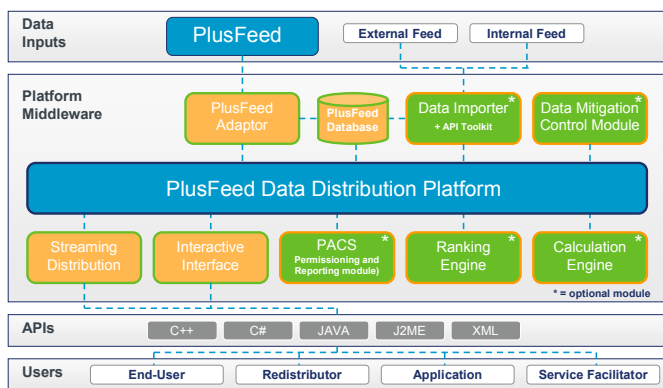 Data
Inputs
PlusFeed
External Feed
Internal Feed
Platform
Middleware
PlusFeed
Adaptor
PlusFeed
Database
Data Importer*
+ API Toolkit
Data Mitigation*
Control Module
PlusFeed Data Distribution Platform
Streaming
Distribution
Interactive
Interface
PACS *
Permissioning and
Reporting module)
Ranking *
Engine
Calculation *
Engine
* = optional module
APIs
C++
C#
JAVA
J2ME
XML
Users
End-User
Redistributor
Application
Service Facilitator